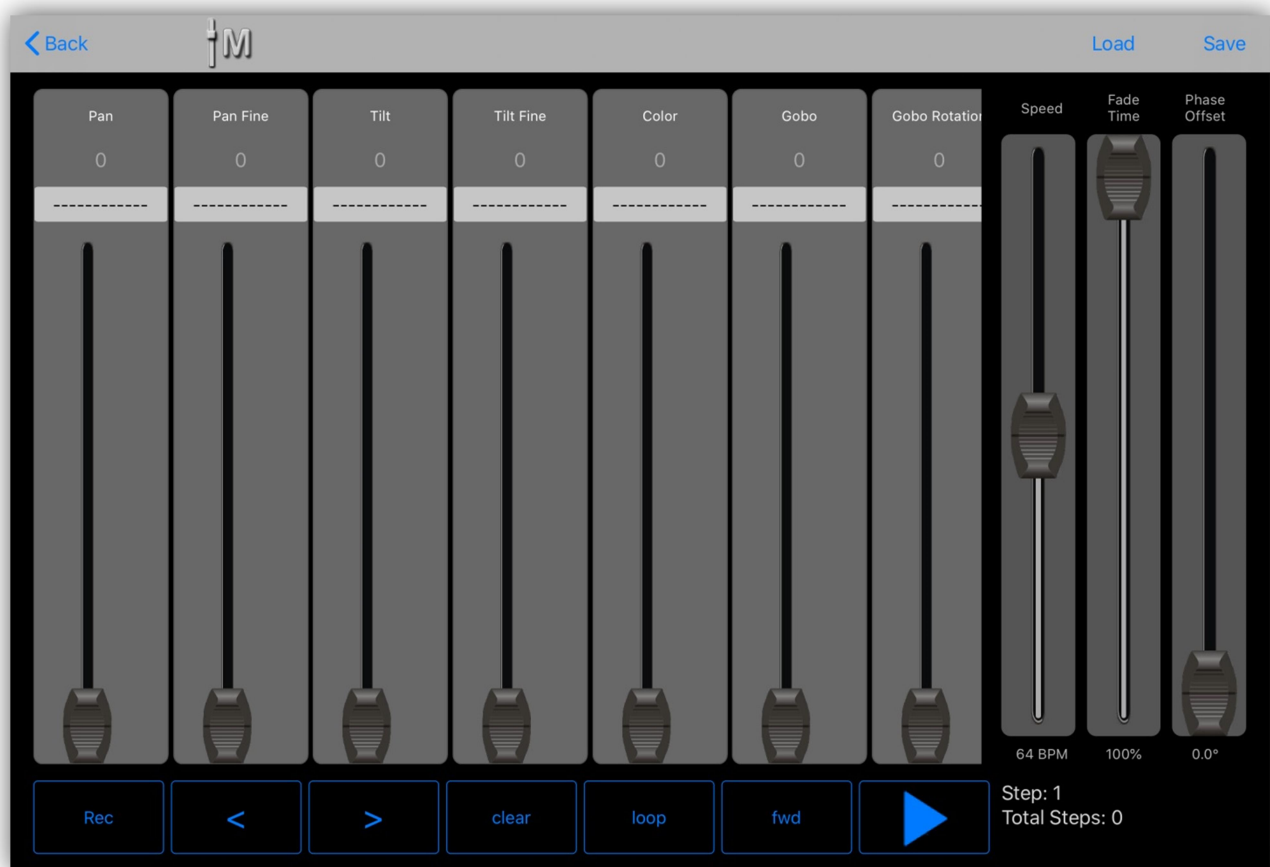 Back
M
Load
Save
Pan
Pan Fine
Tilt
Tilt Fine
Color
Gobo
Gobo Rotation
Speed
Fade
Time
Phase
Offset
0
0
0
0
0
0
0
------------
------------
------------
------------
------------
------------
------------
64 BPM
100%
0.0°
Rec
<
>
clear
loop
fwd
Step: 1
Total Steps: 0